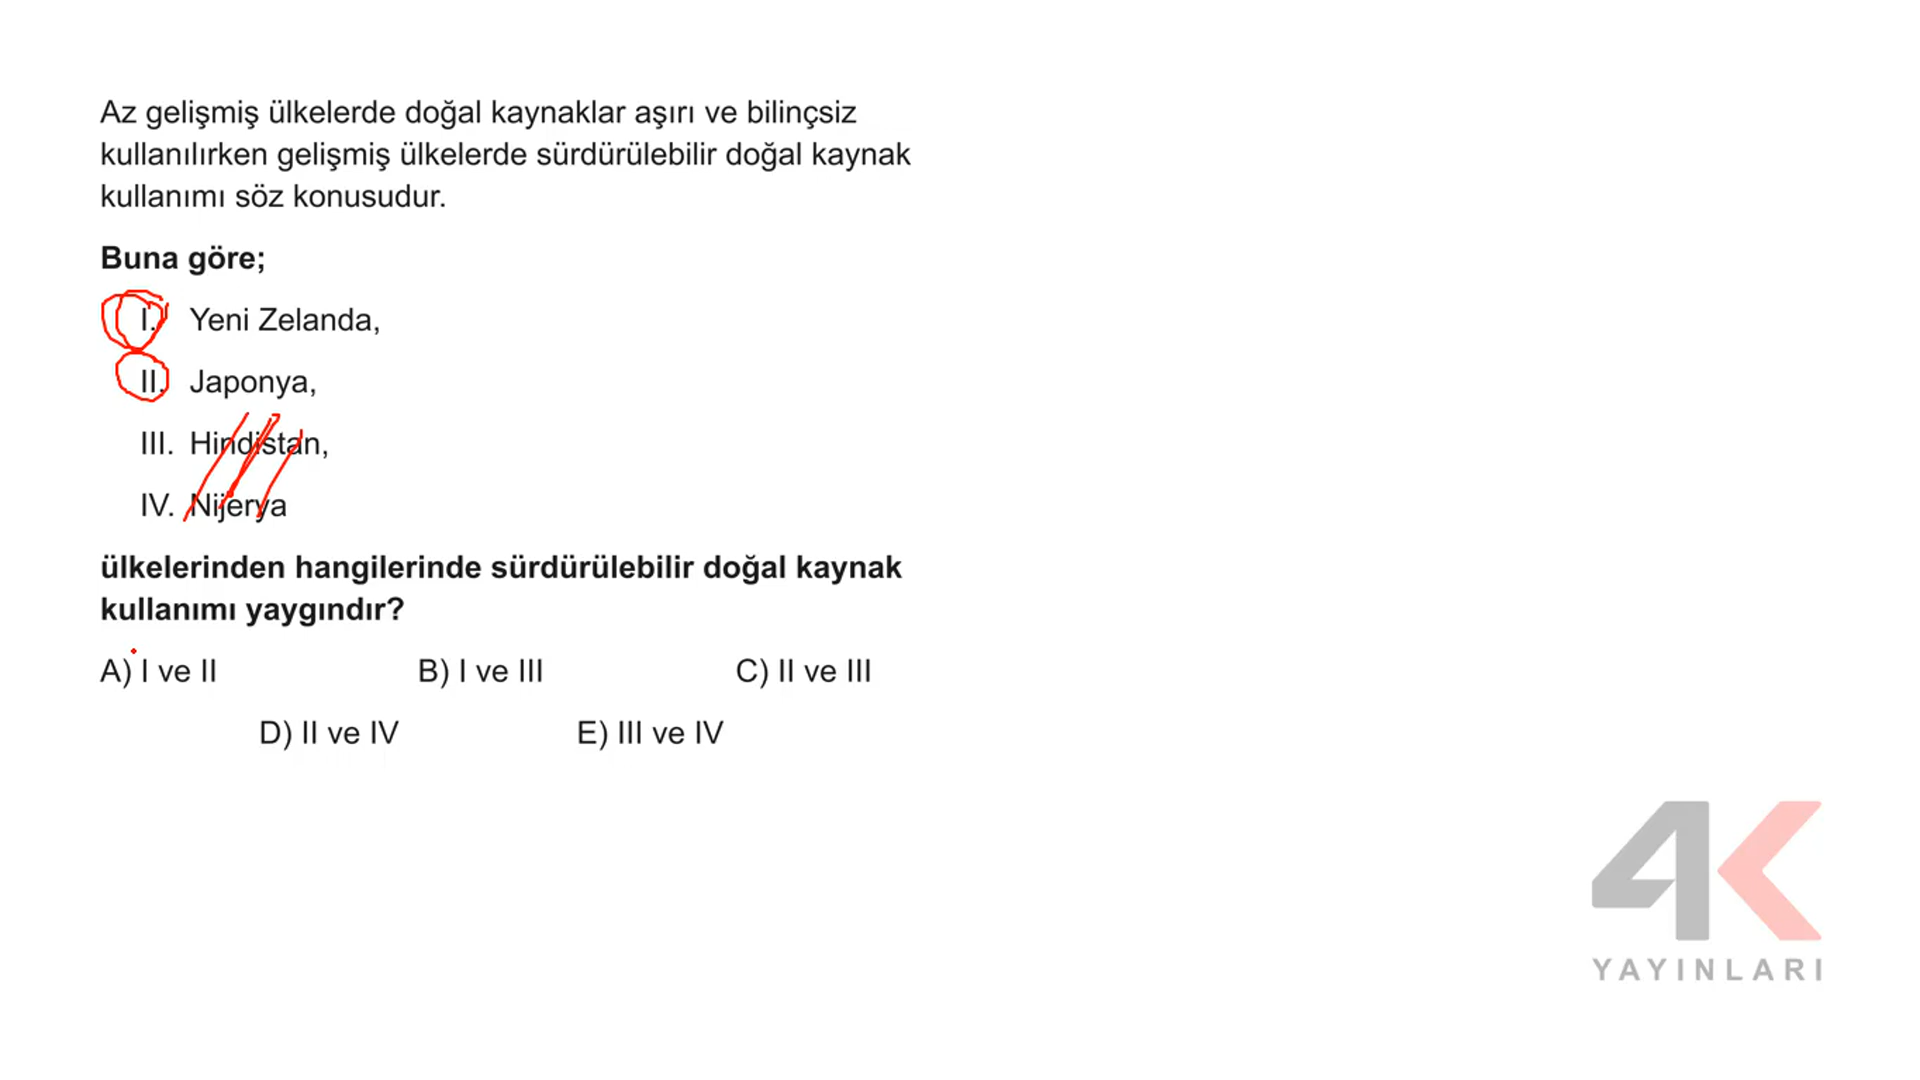 Az gelişmiş ülkelerde doğal kaynaklar aşırı ve bilinçsiz
kullanılırken gelişmiş ülkelerde sürdürülebilir doğal kaynak
kullanımı söz konusudur.
Buna göre;
I. Yeni Zelanda,
II. Japonya,
III. Hindistan,
IV. Nijerya
ülkelerinden hangilerinde sürdürülebilir doğal kaynak
kullanımı yaygındır?
A) I ve II B) I ve III C) II ve III
D) II ve IV E) III ve IV
4K
YAYINLARI